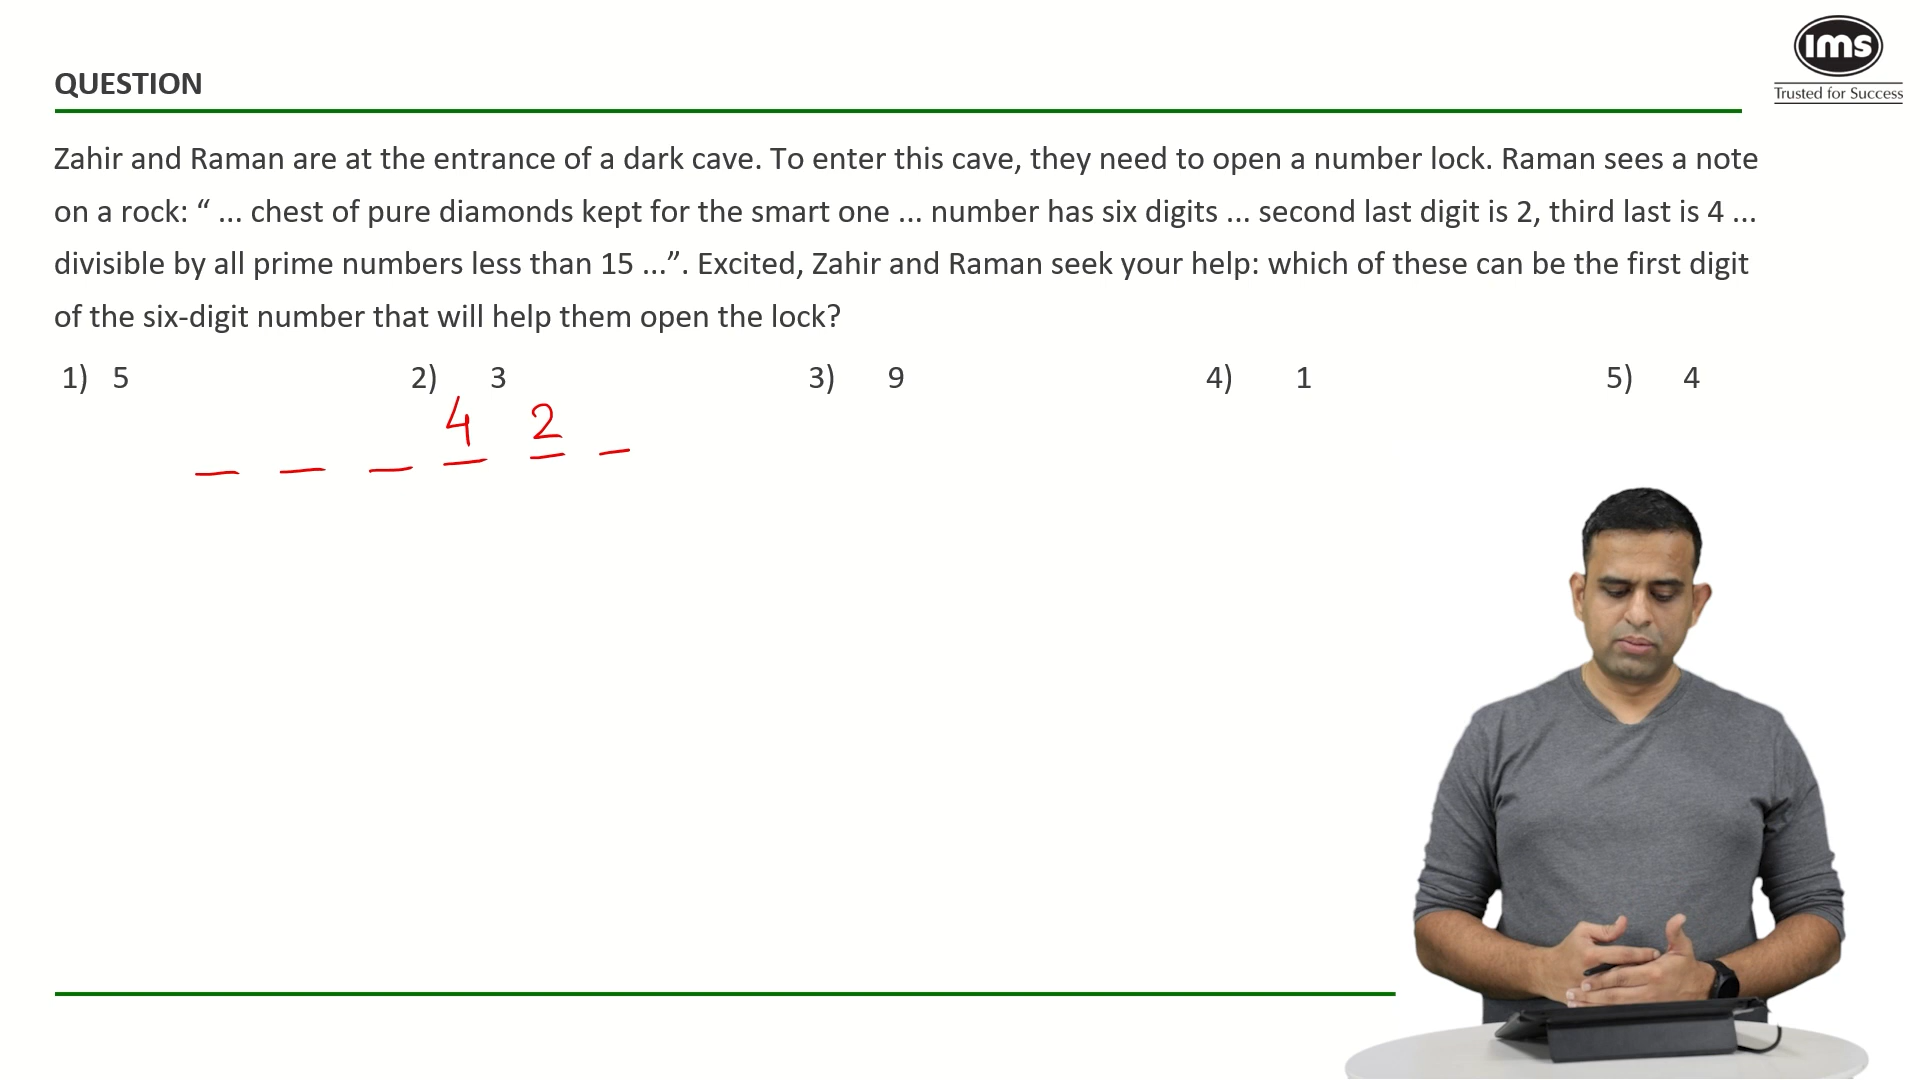 ims
Trusted for Success
QUESTION
Zahir and Raman are at the entrance of a dark cave. To enter this cave, they need to open a number lock. Raman sees a note
on a rock: “ ... chest of pure diamonds kept for the smart one ... number has six digits ... second last digit is 2, third last is 4 ...
divisible by all prime numbers less than 15 ...”. Excited, Zahir and Raman seek your help: which of these can be the first digit
of the six-digit number that will help them open the lock?
1) 5 2) 3 3) 9 4) 1 5) 4
_ _ _ 4 2 _